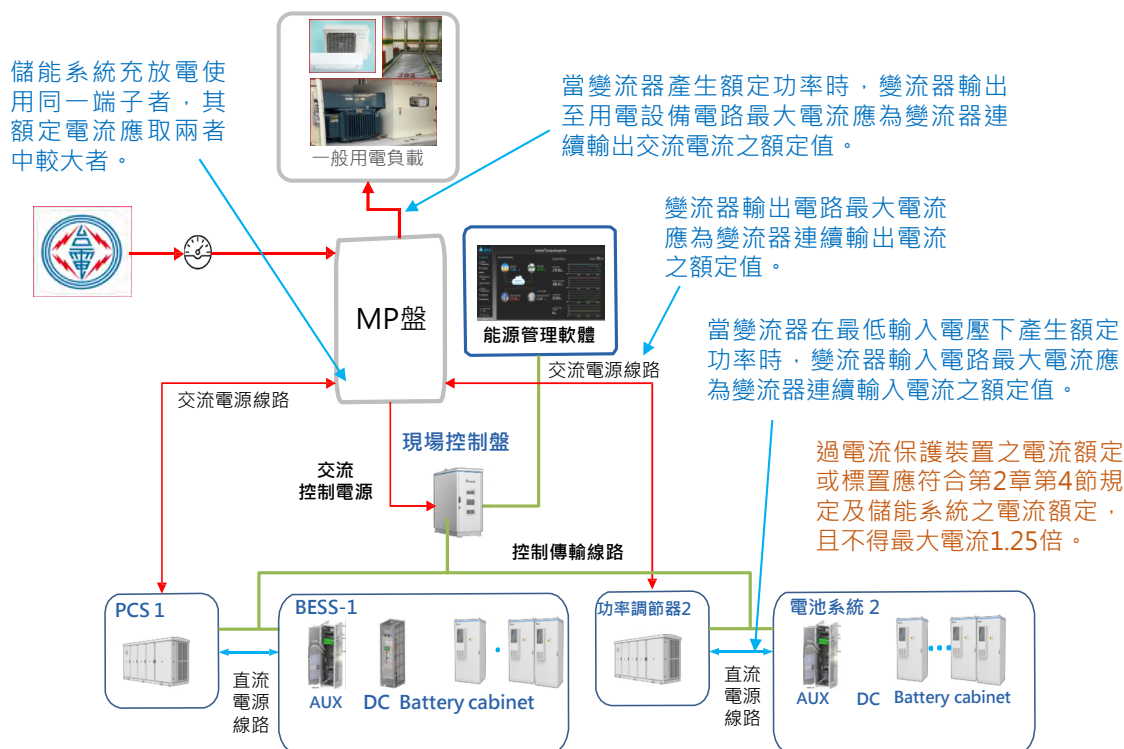 儲能系統充放電使
用同一端子者，其
額定電流應取兩者
中較大者。
一般用電負載
當變流器產生額定功率時，變流器輸出
至用電設備電路最大電流應為變流器連
續輸出交流電流之額定值。
變流器輸出電路最大電流
應為變流器連續輸出電流
之額定值。
MP盤
能源管理軟體
當變流器在最低輸入電壓下產生額定
功率時，變流器輸入電路最大電流應
為變流器連續輸入電流之額定值。
交流電源線路
交流電源線路
現場控制盤
交流
控制電源
過電流保護裝置之電流額定
或標置應符合第2章第4節規
定及儲能系統之電流額定，
且不得最大電流1.25倍。
控制傳輸線路
PCS 1
BESS-1
功率調節器2
電池系統 2
直流
電源
線路
AUX
DC
Battery cabinet
直流
電源
線路
AUX
DC
Battery cabinet